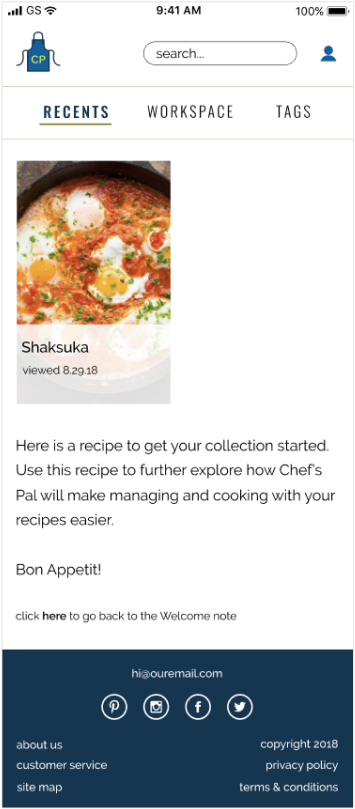 GS 9:41 AM 100%
CP
search...
RECENTS WORKSPACE TAGS
Shaksuka
viewed 8.29.18
Here is a recipe to get your collection started.
Use this recipe to further explore how Chef's
Pal will make managing and cooking with your
recipes easier.
Bon Appetit!
click here to go back to the Welcome note
hi@ouremail.com
about us copyright 2018
customer service privacy policy
site map terms & conditions